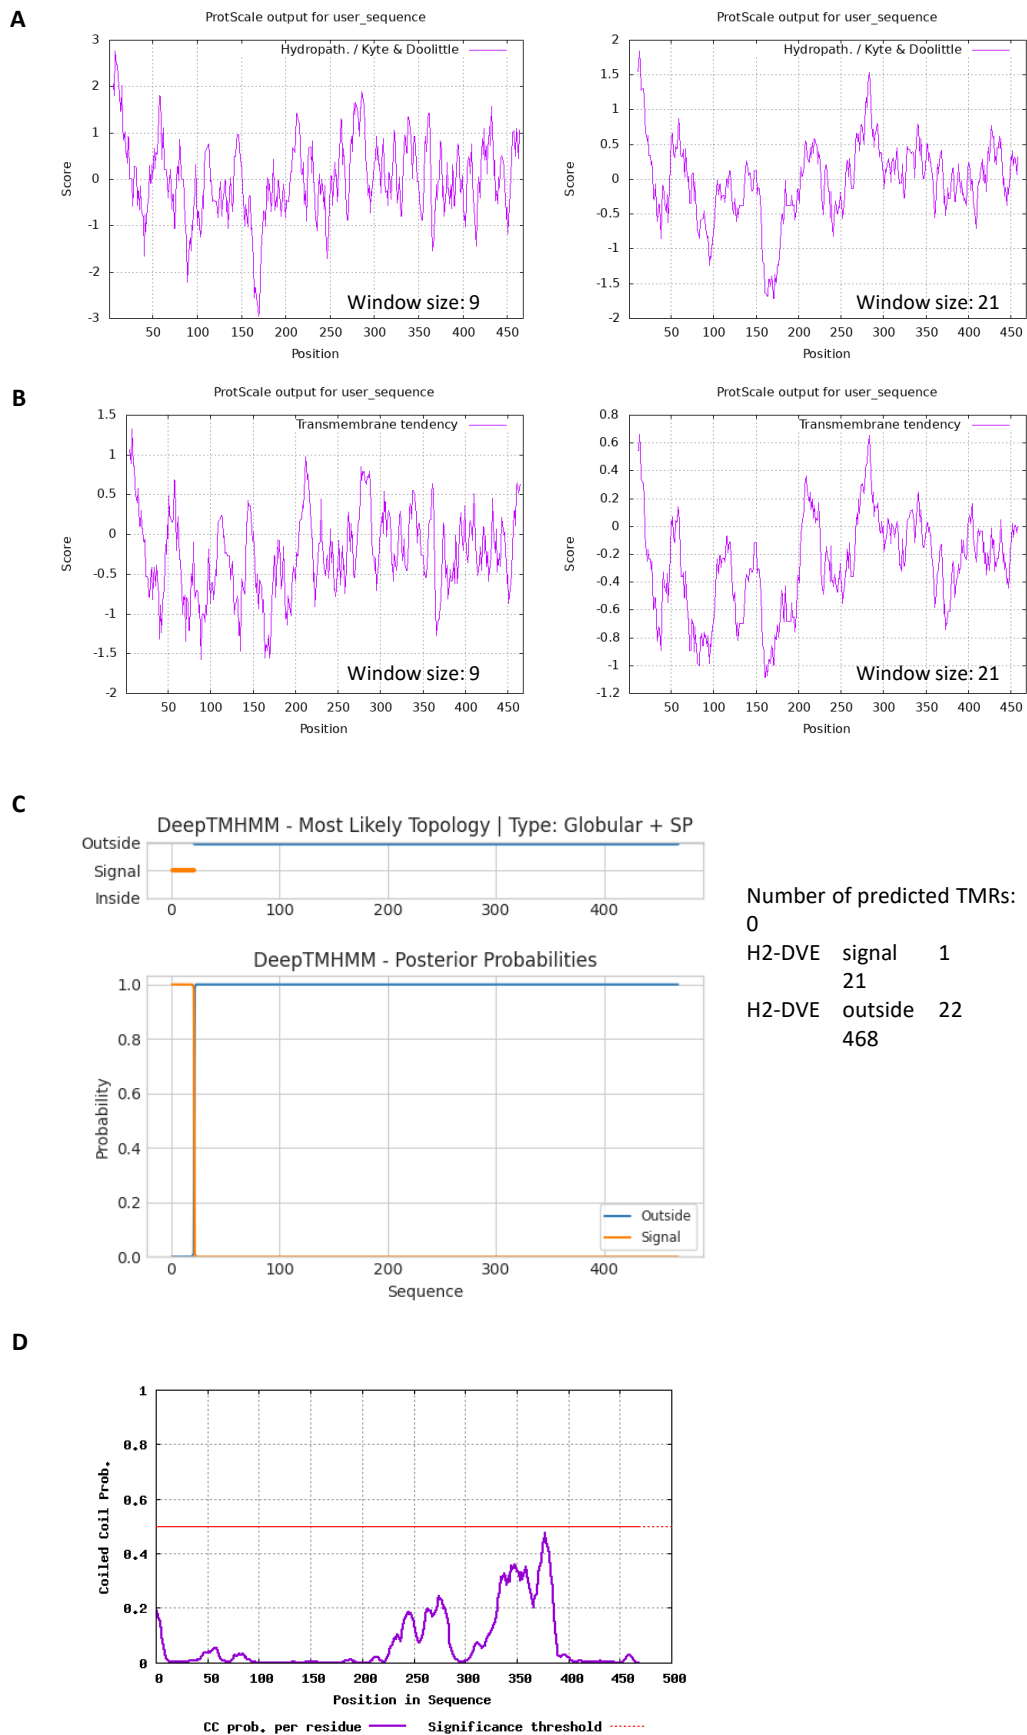 A
ProtScale output for user_sequence
Hydropath. / Kyte & Doolittle
3
2
1
0
-1
-2
-3
Score
50 100 150 200 250 300 350 400 450
Position
Window size: 9
ProtScale output for user_sequence
Hydropath. / Kyte & Doolittle
2
1.5
1
0.5
0
-0.5
-1
-1.5
-2
Score
50 100 150 200 250 300 350 400 450
Position
Window size: 21
B
ProtScale output for user_sequence
Transmembrane tendency
1.5
1
0.5
0
-0.5
-1
-1.5
-2
Score
50 100 150 200 250 300 350 400 450
Position
Window size: 9
ProtScale output for user_sequence
Transmembrane tendency
0.8
0.6
0.4
0.2
0
-0.2
-0.4
-0.6
-0.8
-1
-1.2
Score
50 100 150 200 250 300 350 400 450
Position
Window size: 21
C
DeepTMHMM - Most Likely Topology | Type: Globular + SP
Outside
Signal
Inside
0 100 200 300 400
DeepTMHMM - Posterior Probabilities
1.0
0.8
0.6
0.4
0.2
0.0
Probability
0 100 200 300 400
Sequence
Outside
Signal
Number of predicted TMRs:
0
H2-DVE signal 1
21
H2-DVE outside 22
468
D
1
0.8
0.6
0.4
0.2
0
Coiled Coil Prob.
0 50 100 150 200 250 300 350 400 450 500
Position in Sequence
CC prob. per residue Significance threshold